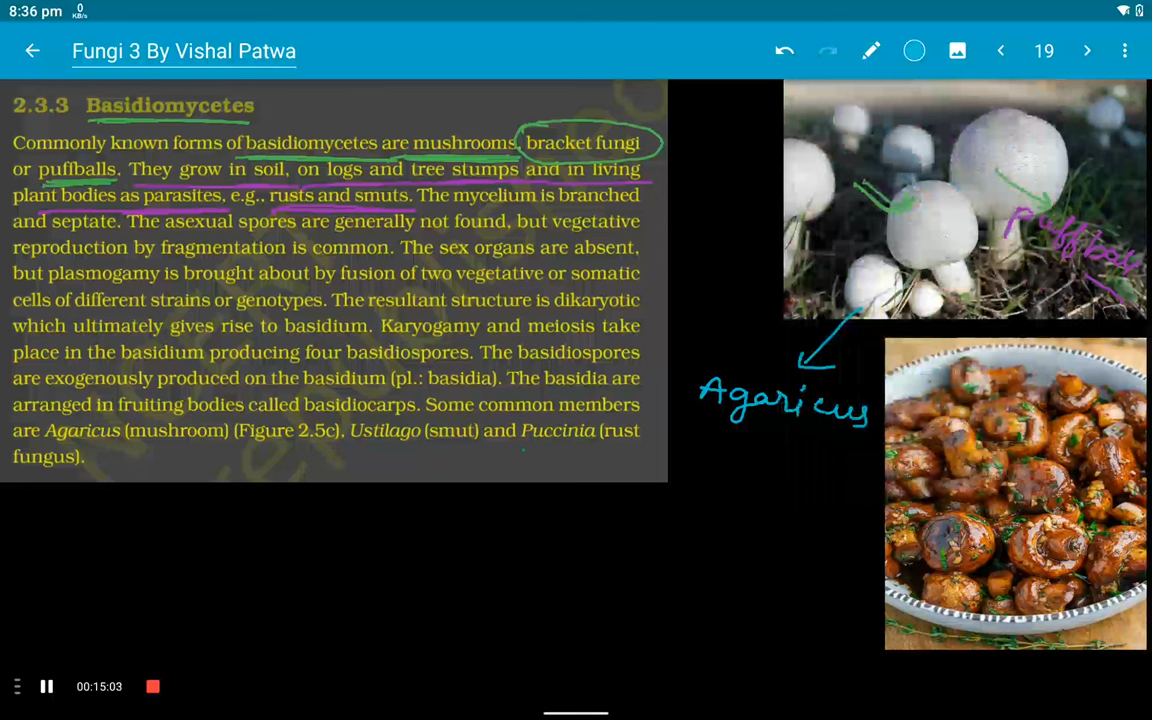 8:36 pm 0 KB/s
Fungi 3 By Vishal Patwa
19
2.3.3 Basidiomycetes
Commonly known forms of basidiomycetes are mushrooms, bracket fungi
or puffballs. They grow in soil, on logs and tree stumps and in living
plant bodies as parasites, e.g., rusts and smuts. The mycelium is branched
and septate. The asexual spores are generally not found, but vegetative
reproduction by fragmentation is common. The sex organs are absent,
but plasmogamy is brought about by fusion of two vegetative or somatic
cells of different strains or genotypes. The resultant structure is dikaryotic
which ultimately gives rise to basidium. Karyogamy and meiosis take
place in the basidium producing four basidiospores. The basidiospores
are exogenously produced on the basidium (pl.: basidia). The basidia are
arranged in fruiting bodies called basidiocarps. Some common members
are Agaricus (mushroom) (Figure 2.5c), Ustilago (smut) and Puccinia (rust
fungus).
Agaricus
00:15:03